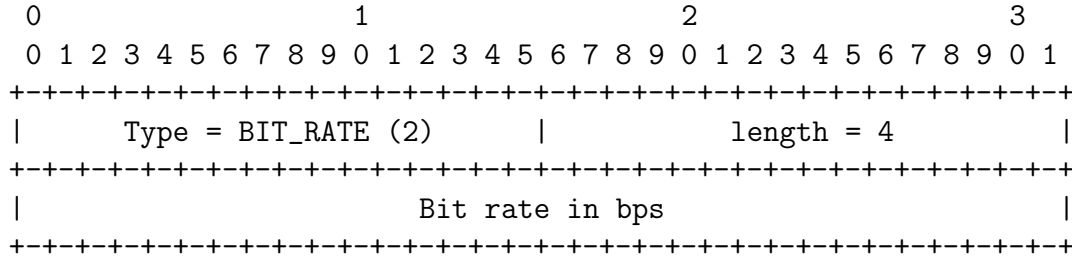 0                   1                   2                   3
 0 1 2 3 4 5 6 7 8 9 0 1 2 3 4 5 6 7 8 9 0 1 2 3 4 5 6 7 8 9 0 1
+-+-+-+-+-+-+-+-+-+-+-+-+-+-+-+-+-+-+-+-+-+-+-+-+-+-+-+-+-+-+-+-+
|      Type = BIT_RATE (2)      |           length = 4          |
+-+-+-+-+-+-+-+-+-+-+-+-+-+-+-+-+-+-+-+-+-+-+-+-+-+-+-+-+-+-+-+-+
|                        Bit rate in bps                        |
+-+-+-+-+-+-+-+-+-+-+-+-+-+-+-+-+-+-+-+-+-+-+-+-+-+-+-+-+-+-+-+-+